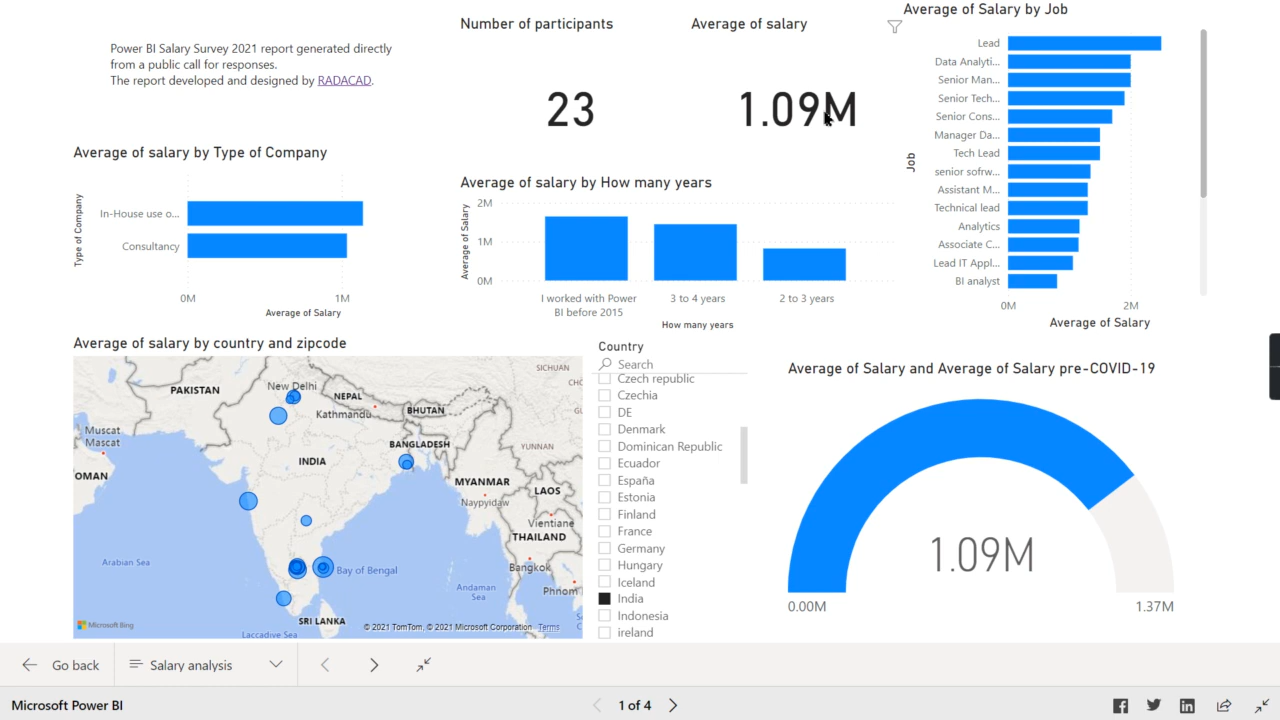 Power BI Salary Survey 2021 report generated directly
from a public call for responses.
The report developed and designed by RADACAD.
Number of participants
23
Average of salary
1.09M
Average of Salary by Job
Job
Lead
Data Analyti...
Senior Man...
Senior Tech...
Senior Cons...
Manager Da...
Tech Lead
senior sofrw...
Assistant M...
Technical lead
Analytics
Associate C...
Lead IT Appl...
BI analyst
0M 2M
Average of Salary
Average of salary by Type of Company
Type of Company
In-House use o...
Consultancy
0M 1M
Average of Salary
Average of salary by How many years
Average of Salary
2M
1M
0M
I worked with Power
BI before 2015
3 to 4 years
2 to 3 years
How many years
Average of salary by country and zipcode
SICHUAN
PAKISTAN
New Delhi
NEPAL
Kathmandu
BHUTAN
Muscat
Mascat
BANGLADESH
YUNNAN
OMAN
INDIA
MYANMAR
LAOS
Naypyidaw
Vientiane
THAILAND
Arabian Sea
Bay of Bengal
Bangkok
Andaman
Sea
Phnom
SRI LANKA
Laccadive Sea
Microsoft Bing
© 2021 TomTom, © 2021 Microsoft Corporation Terms
Country
Search
Czech republic
Czechia
DE
Denmark
Dominican Republic
Ecuador
España
Estonia
Finland
France
Germany
Hungary
Iceland
India
Indonesia
ireland
Average of Salary and Average of Salary pre-COVID-19
1.09M
0.00M 1.37M
Go back
Salary analysis
Microsoft Power BI
1 of 4